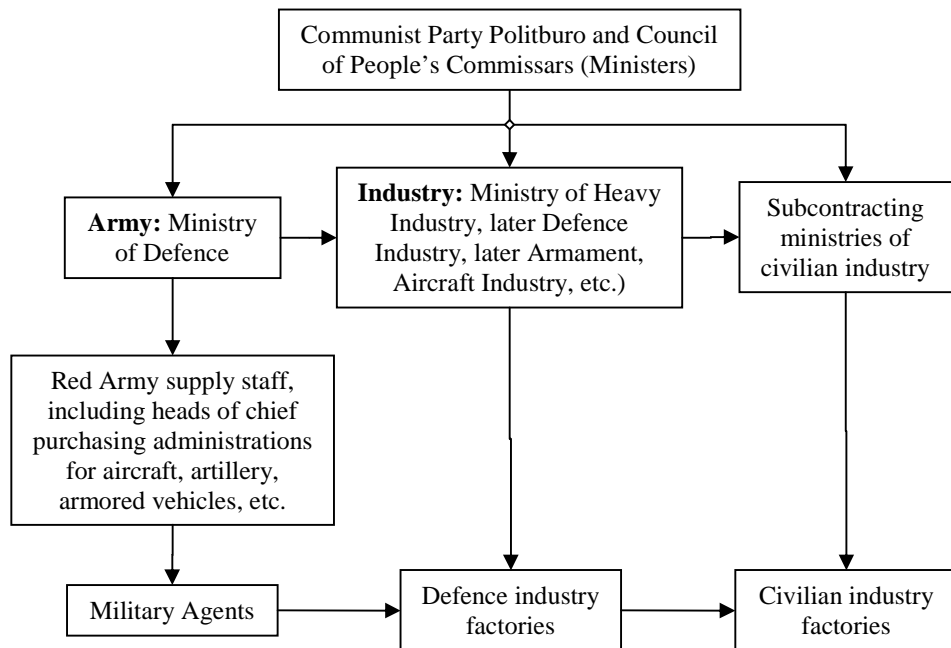 Communist Party Politburo and Council
of People's Commissars (Ministers)
Army: Ministry
of Defence
Industry: Ministry of Heavy
Industry, later Defence
Industry, later Armament,
Aircraft Industry, etc.)
Subcontracting
ministries of
civilian industry
Red Army supply staff,
including heads of chief
purchasing administrations
for aircraft, artillery,
armored vehicles, etc.
Military Agents
Defence industry
factories
Civilian industry
factories